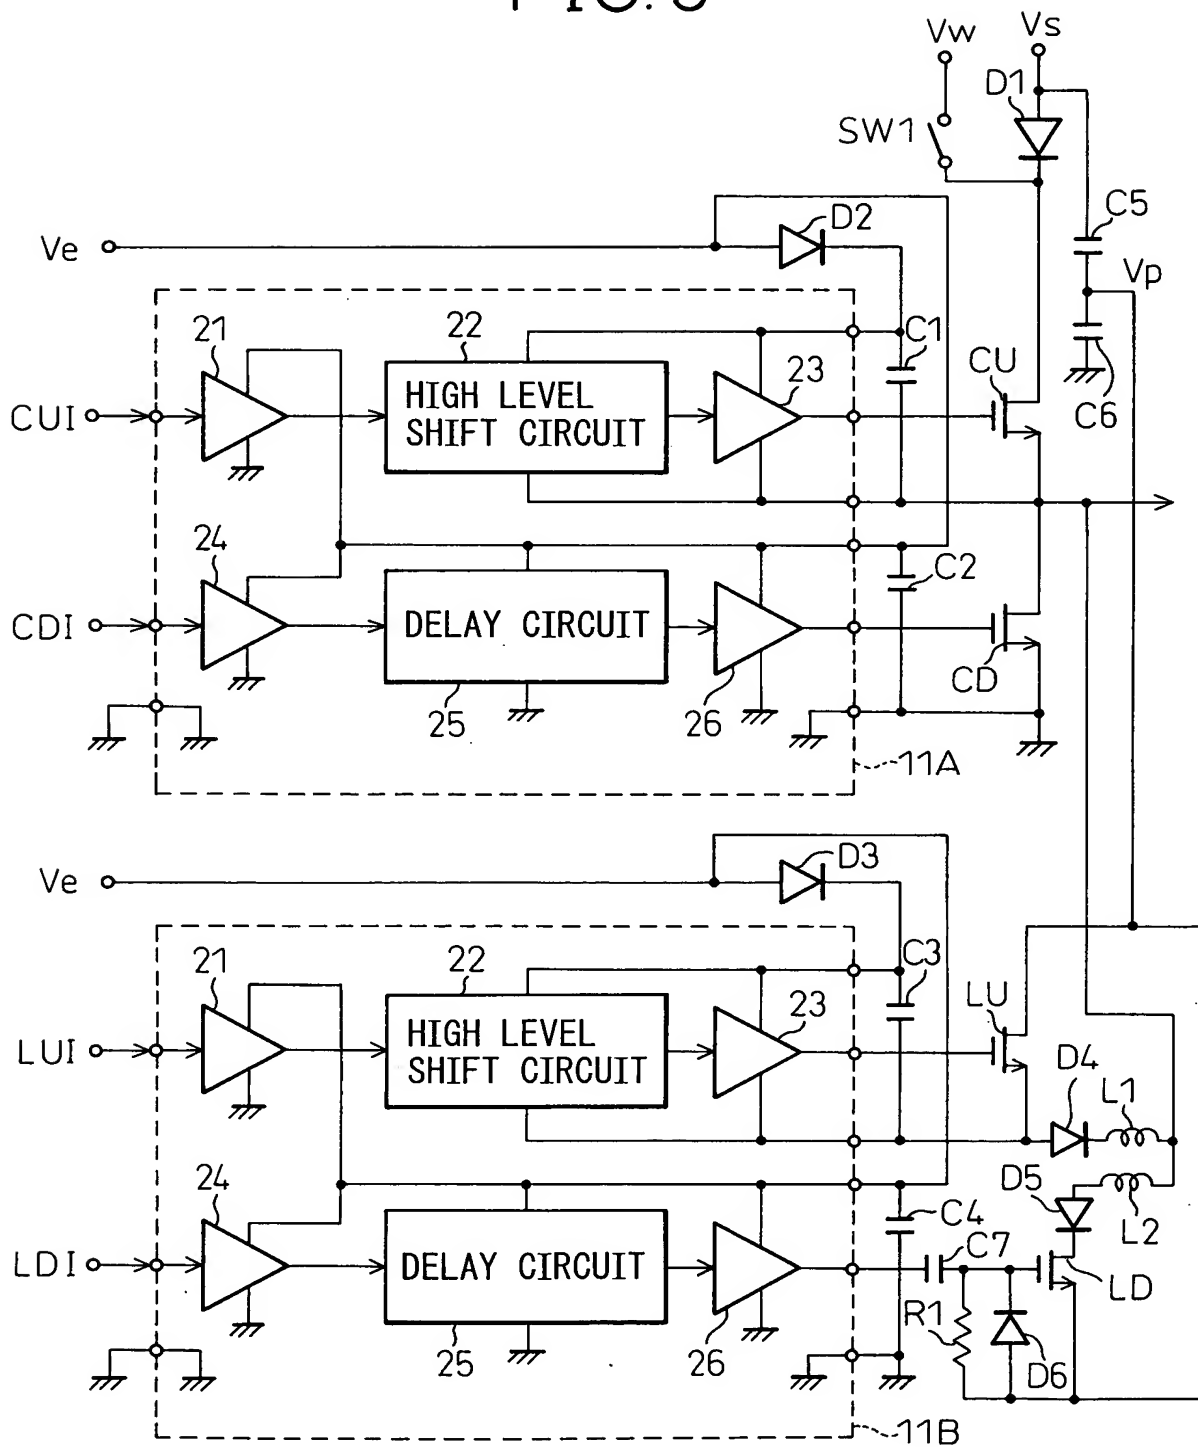 Vw
Vs
D1
SW1
C5
D2
Ve
Vp
21
22
C1
23
CU
C6
CUI
HIGH LEVEL
SHIFT CIRCUIT
24
C2
CDI
DELAY CIRCUIT
CD
25
26
11A
D3
Ve
21
22
C3
23
LU
LUI
HIGH LEVEL
SHIFT CIRCUIT
D4
L1
24
D5
L2
C4
C7
LDI
DELAY CIRCUIT
LD
R1
25
26
D6
11B